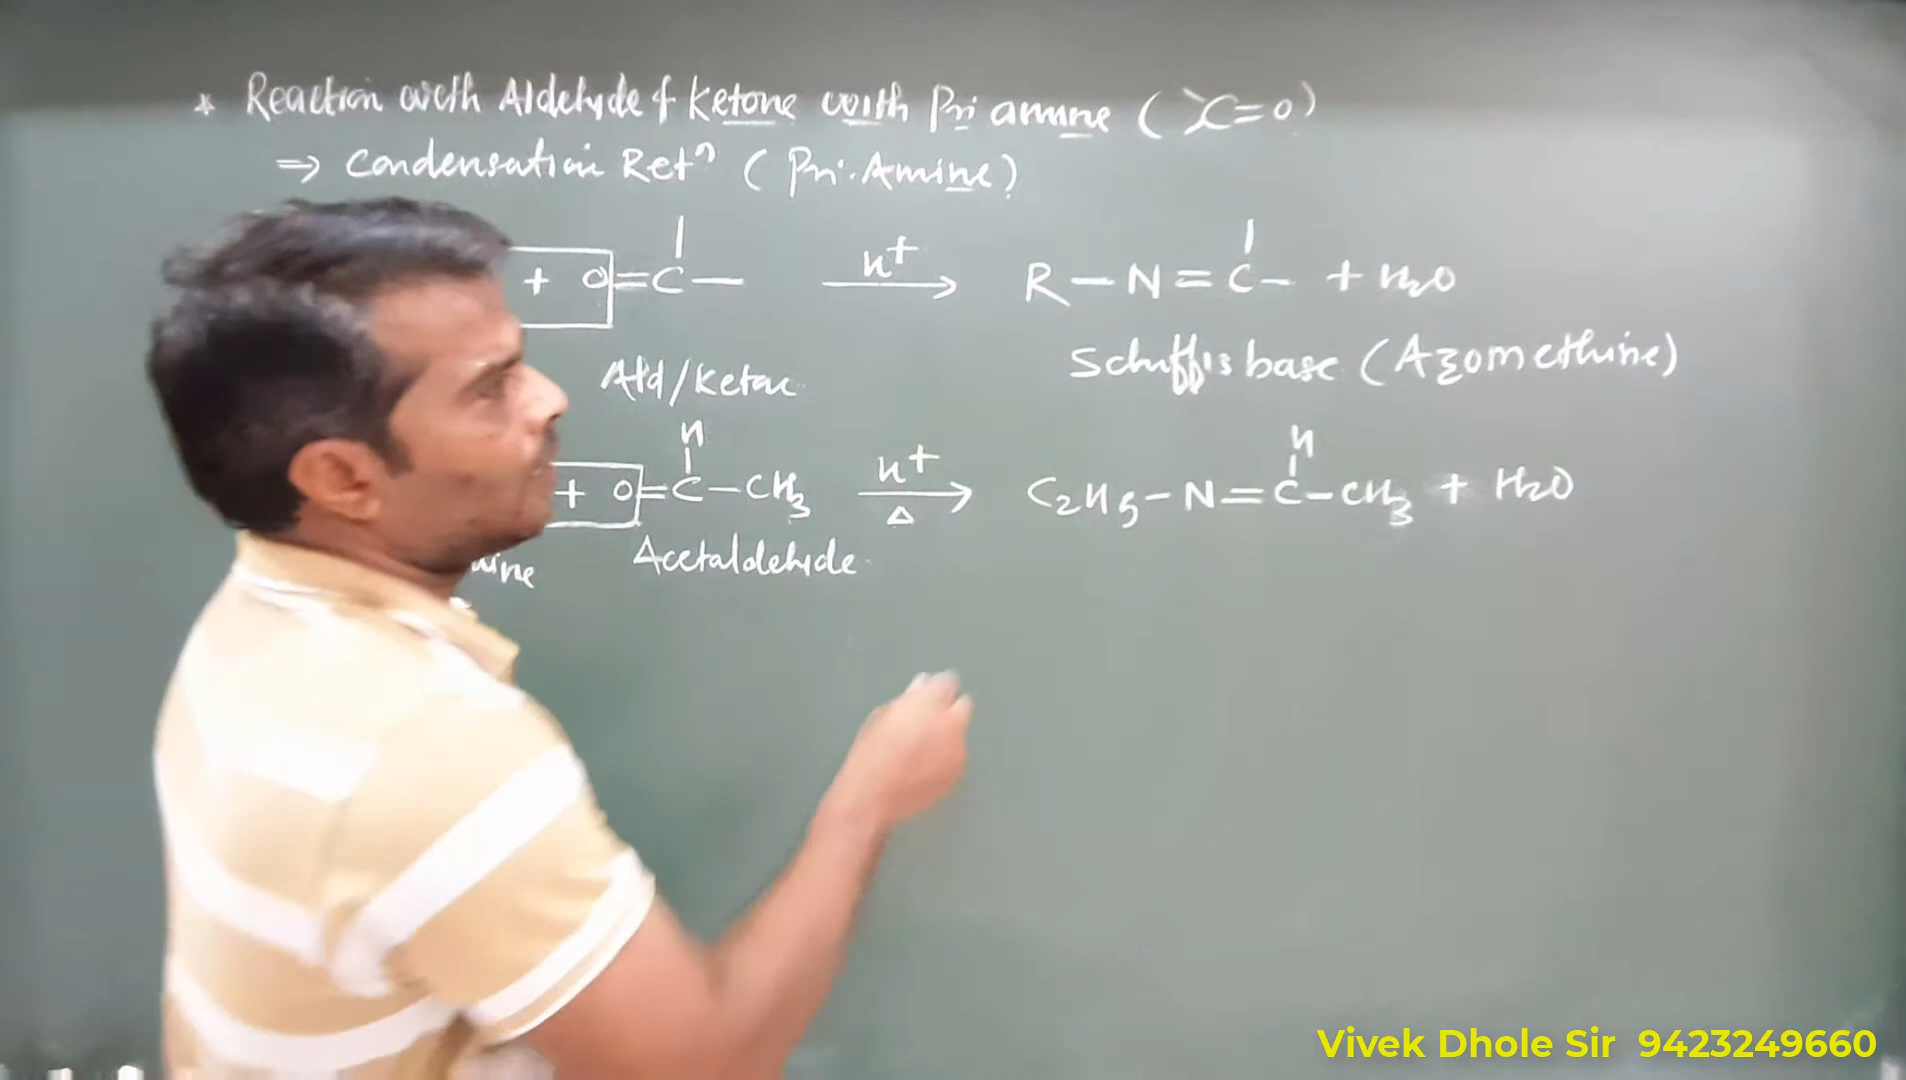 * Reaction with Aldehyde & Ketone with Pri amine ( >C=O )
⇒ Condensation Retⁿ ( Pri. Amine )
+ O=C— H⁺ → R—N=C— + H₂O
Ald/Ketone Schiff's base (Azomethine)
H H
+ O=C—CH₃ H⁺ → Δ C₂H₅—N=C—CH₃ + H₂O
Acetaldehyde
Vivek Dhole Sir 9423249660